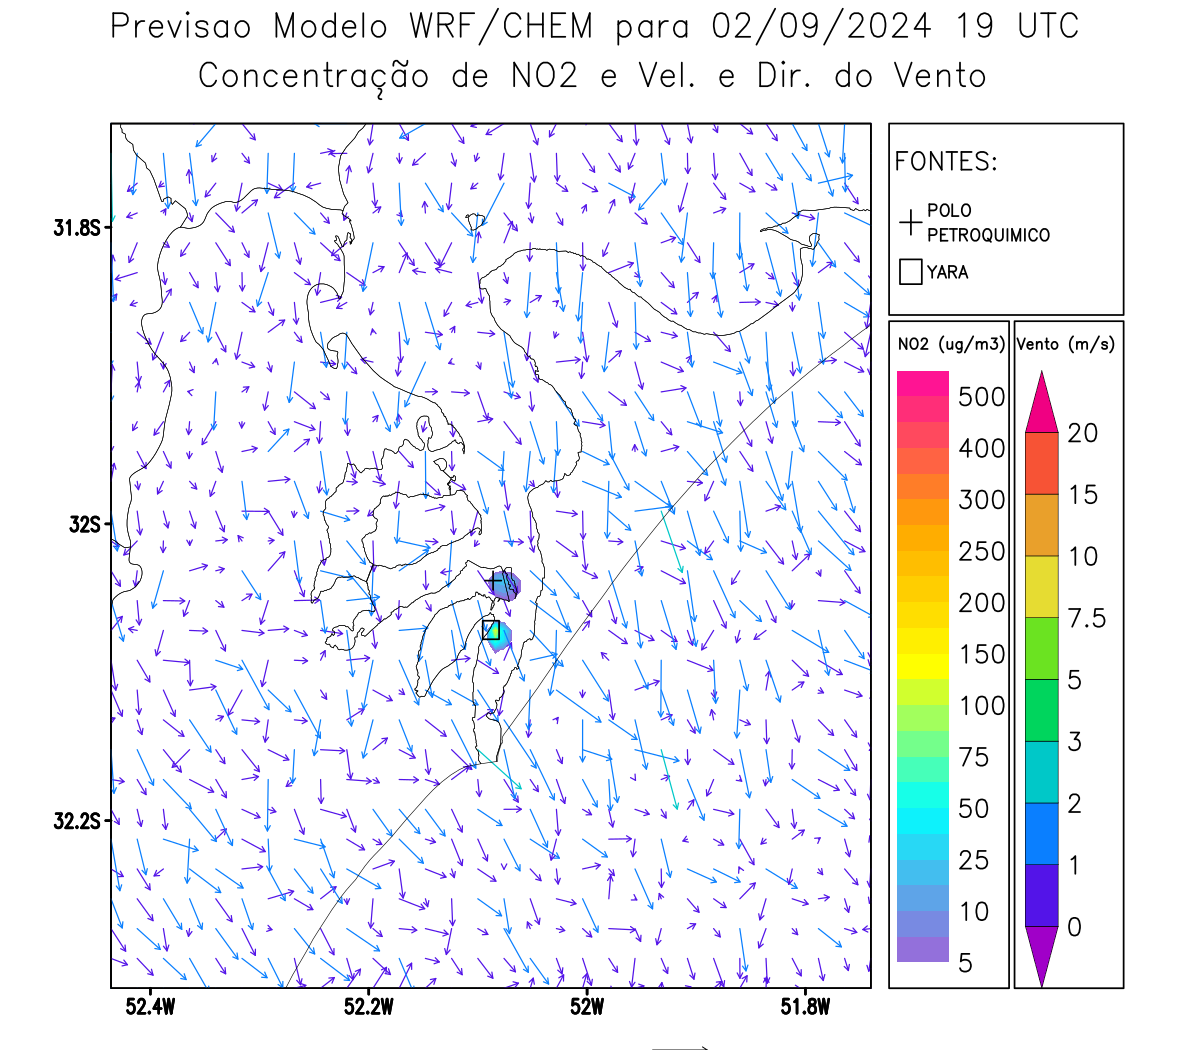 Previsao Modelo WRF/CHEM para 02/09/2024 19 UTC
Concentração de NO2 e Vel. e Dir. do Vento
FONTES:
POLO
PETROQUIMICO
YARA
NO2 (ug/m3)
500
400
300
250
200
150
100
75
50
25
10
5
Vento (m/s)
20
15
10
7.5
5
3
2
1
0
31.8S
32S
32.2S
52.4W 52.2W 52W 51.8W